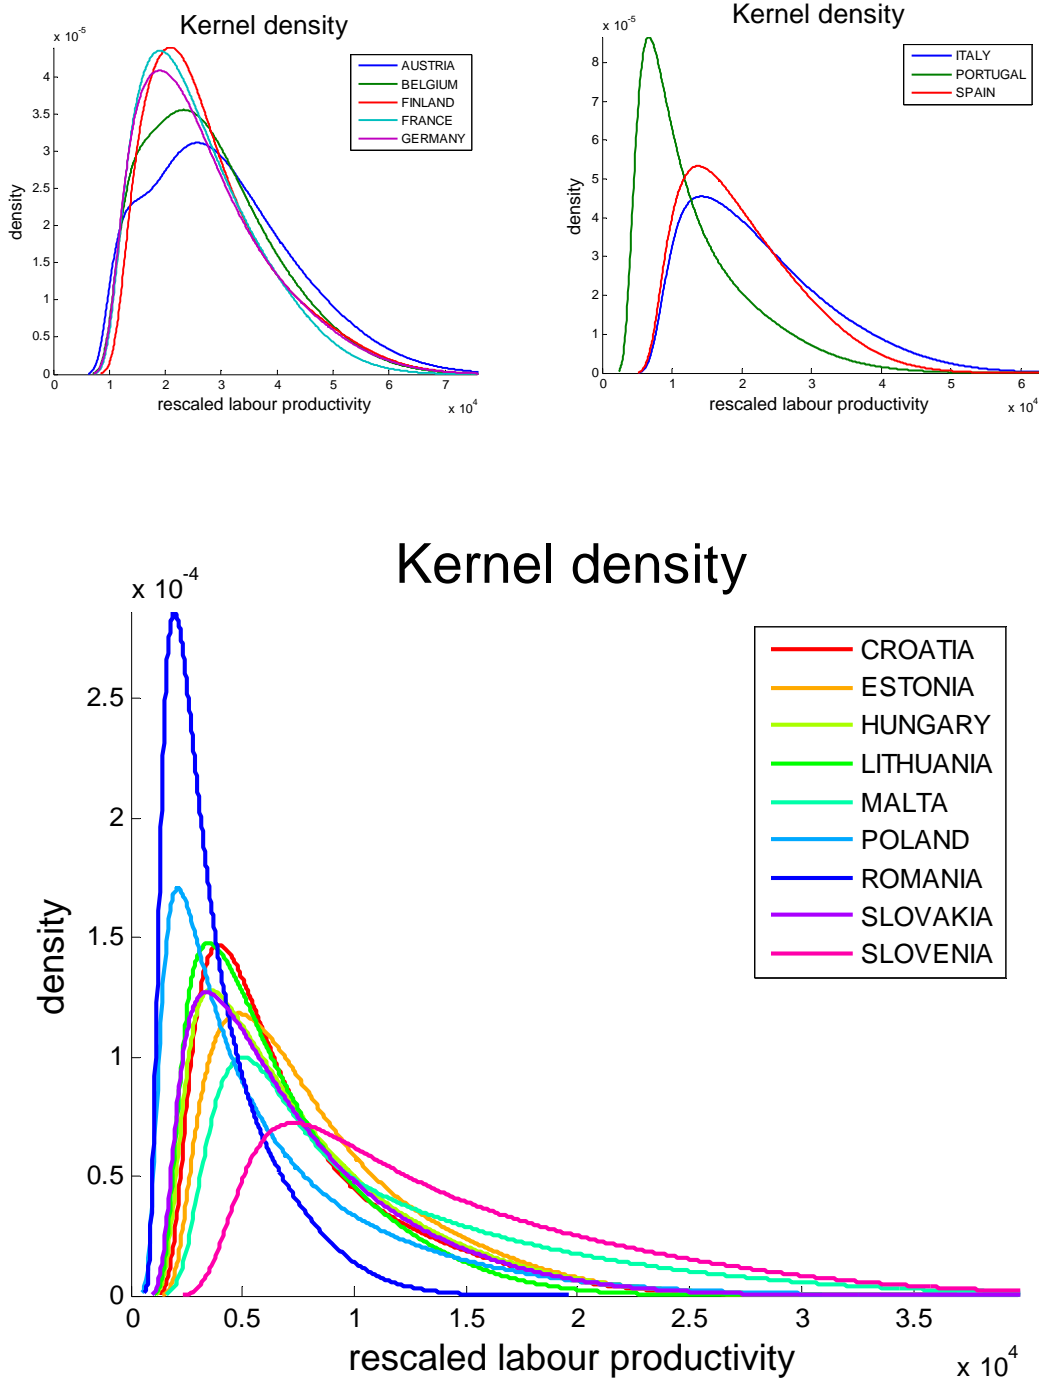 Kernel density
x 10^-5
4
3.5
3
2.5
2
1.5
1
0.5
0
density
0 1 2 3 4 5 6 7
rescaled labour productivity
x 10^4
AUSTRIA
BELGIUM
FINLAND
FRANCE
GERMANY
Kernel density
x 10^-5
8
7
6
5
4
3
2
1
0
density
0 1 2 3 4 5 6
rescaled labour productivity
x 10^4
ITALY
PORTUGAL
SPAIN
Kernel density
x 10^-4
2.5
2
1.5
1
0.5
0
density
0 0.5 1 1.5 2 2.5 3 3.5
rescaled labour productivity
x 10^4
CROATIA
ESTONIA
HUNGARY
LITHUANIA
MALTA
POLAND
ROMANIA
SLOVAKIA
SLOVENIA